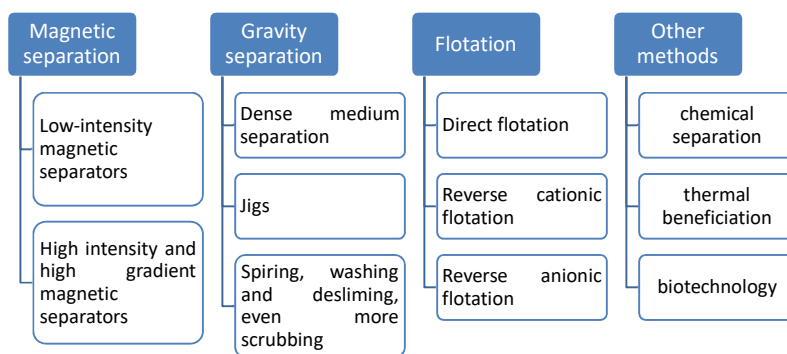 Magnetic
separation
Low-intensity
magnetic
separators
High intensity and
high gradient
magnetic
separators
Gravity
separation
Dense medium
separation
Jigs
Spiring, washing
and desliming,
even more
scrubbing
Flotation
Direct flotation
Reverse cationic
flotation
Reverse anionic
flotation
Other
methods
chemical
separation
thermal
beneficiation
biotechnology